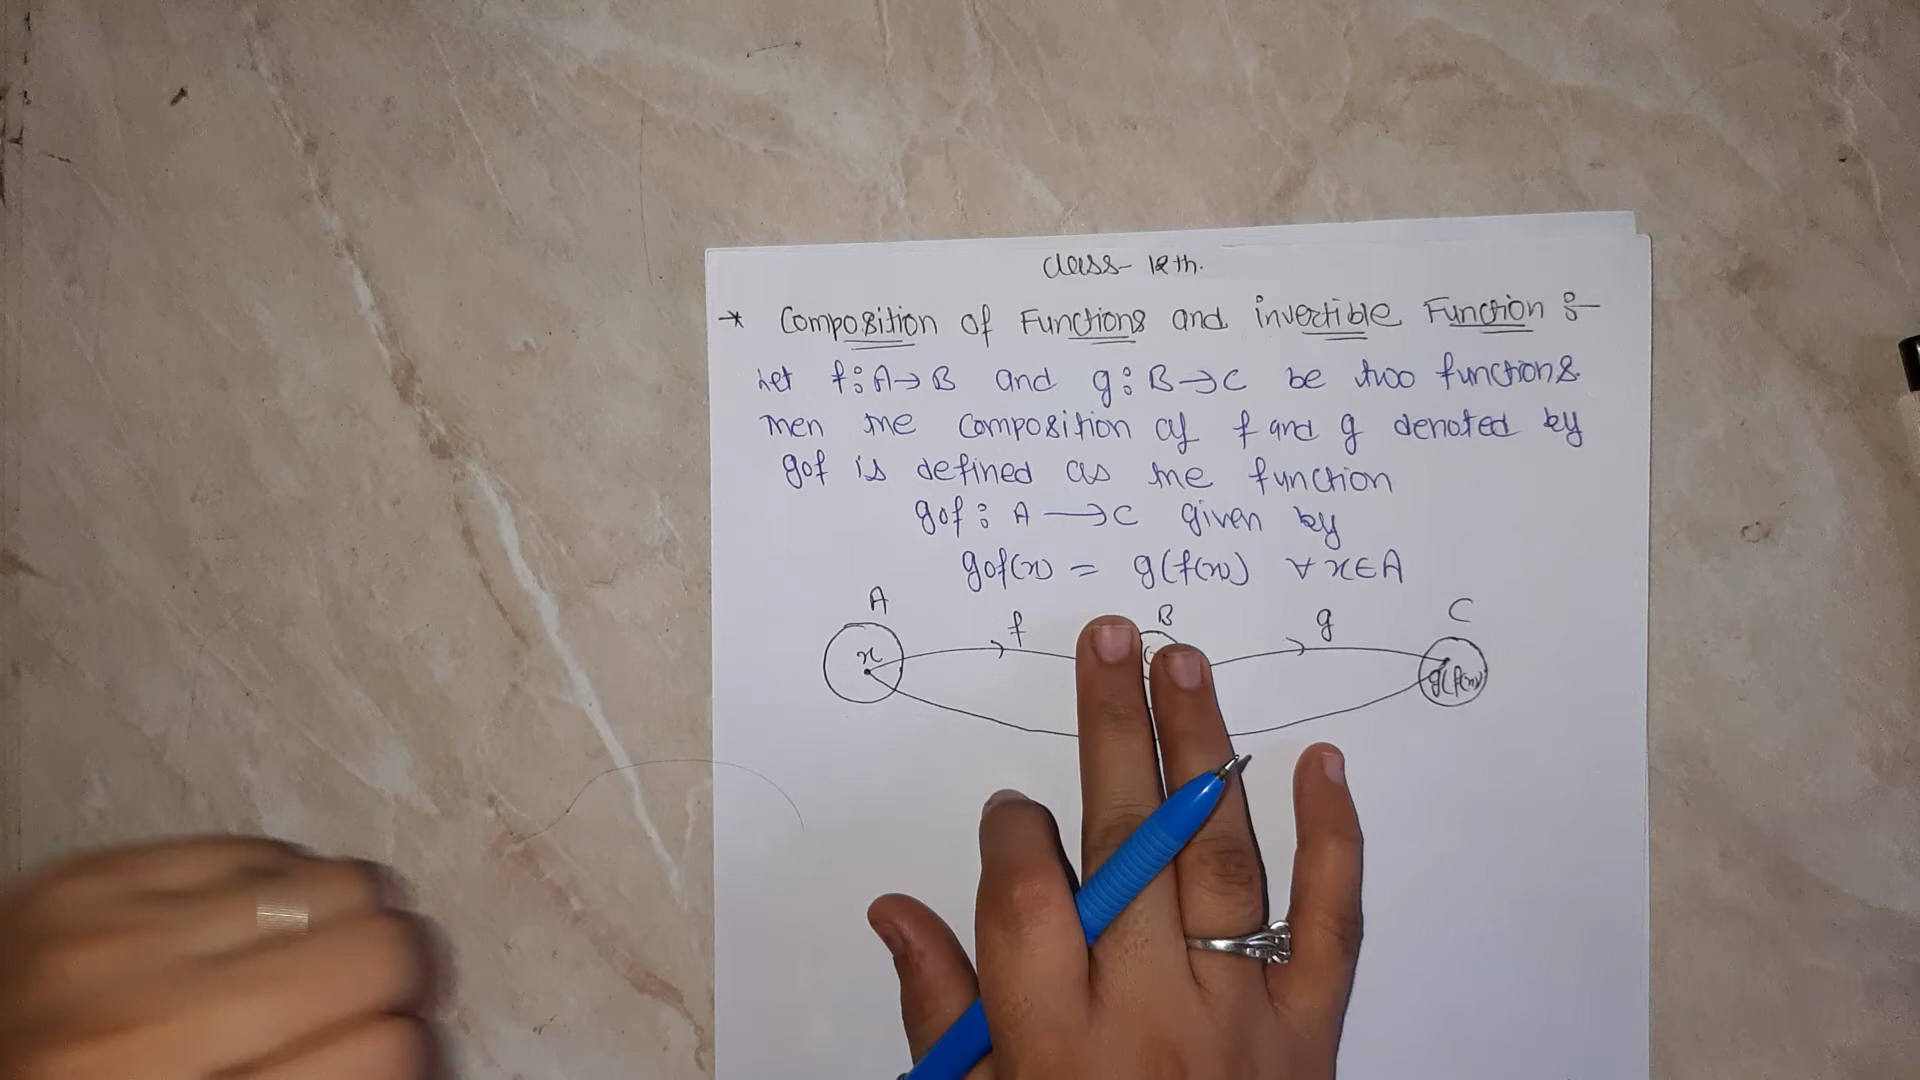 Class- 12th.
* Composition of Functions and invertible Function :-
Let f: A→B and g: B→C be two functions.
Then the composition of f and g denoted by
gof is defined as the function
gof : A ⟶ C given by
gof(x) = g(f(x)) ∀ x∈A
A B C
f g
x g(f(x))